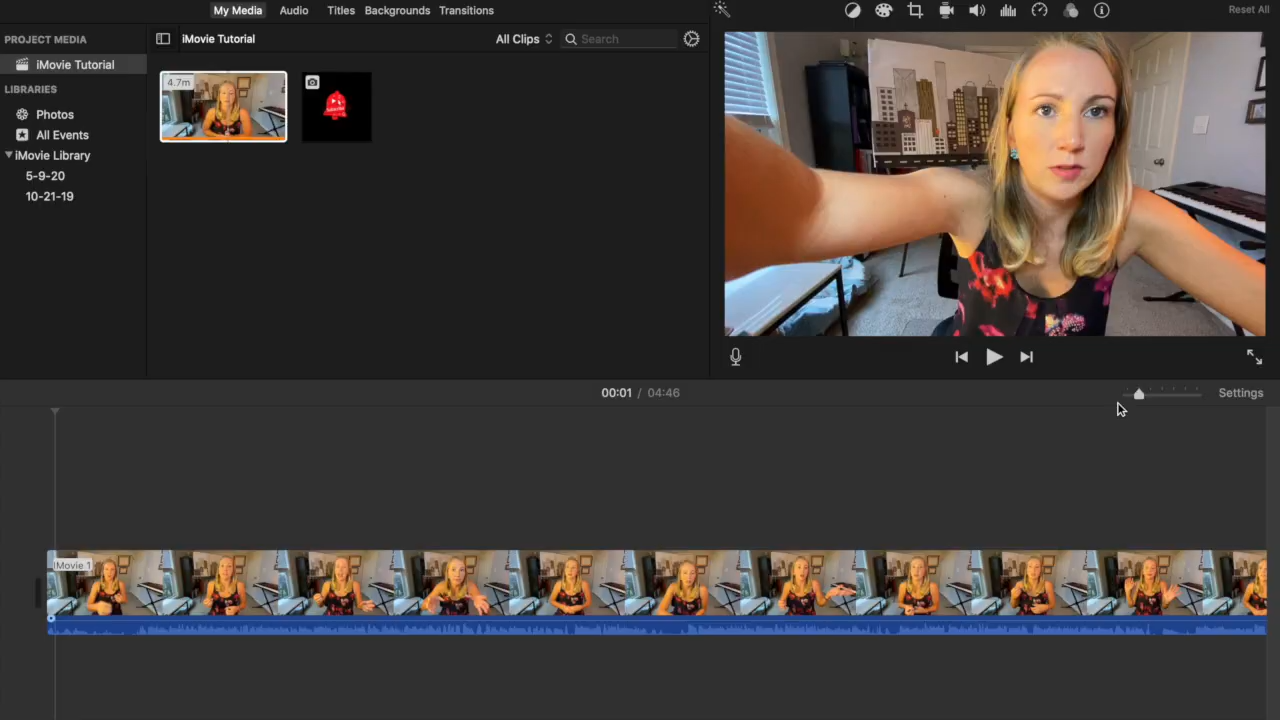 My Media Audio Titles Backgrounds Transitions
Reset All
PROJECT MEDIA
iMovie Tutorial
LIBRARIES
Photos
All Events
iMovie Library
5-9-20
10-21-19
iMovie Tutorial
All Clips
Search
4.7m
00:01 / 04:46
Settings
iMovie 1